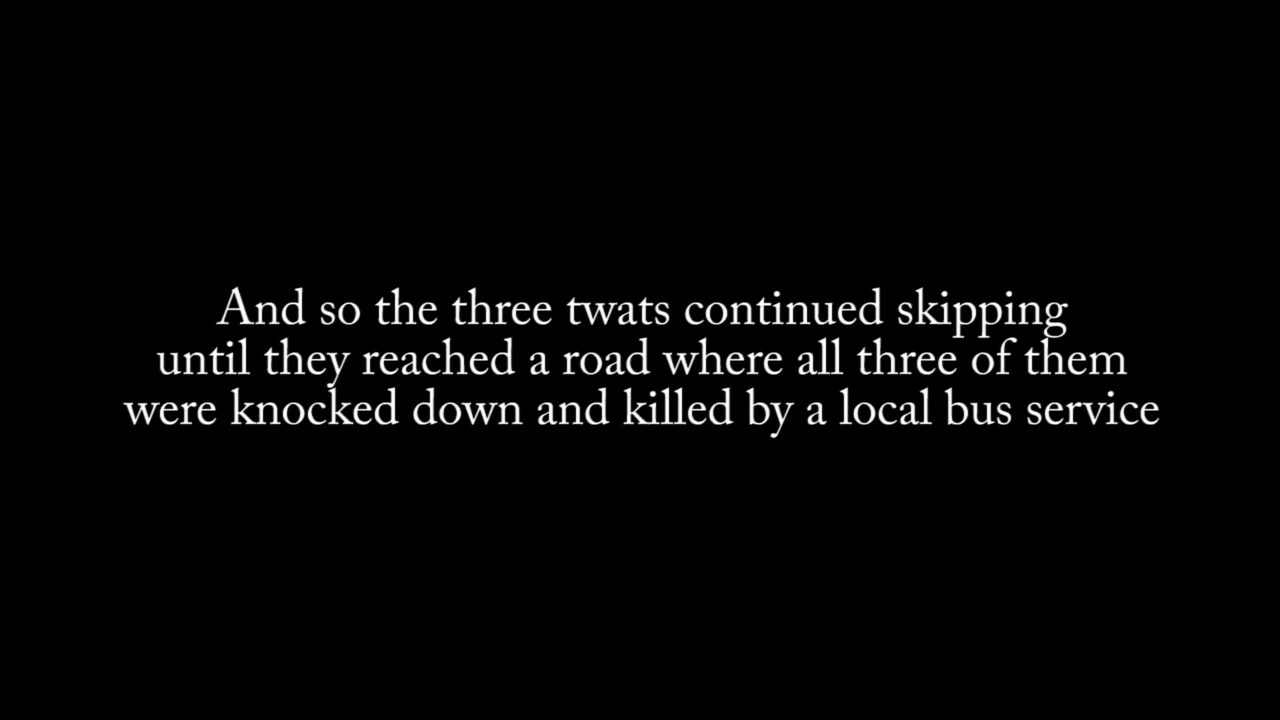 And so the three twats continued skipping
until they reached a road where all three of them
were knocked down and killed by a local bus service